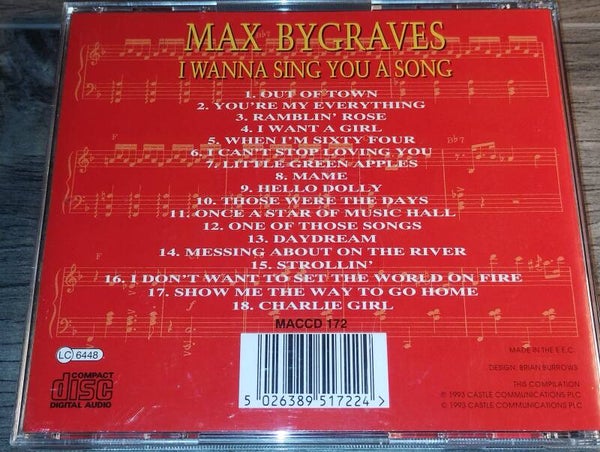 MAX BYGRAVES
I WANNA SING YOU A SONG
1. OUT OF TOWN
2. YOU'RE MY EVERYTHING
3. RAMBLIN' ROSE
4. I WANT A GIRL
5. WHEN I'M SIXTY FOUR
6. I CAN'T STOP LOVING YOU
7. LITTLE GREEN APPLES
8. MAME
9. HELLO DOLLY
10. THOSE WERE THE DAYS
11. ONCE A STAR OF MUSIC HALL
12. ONE OF THOSE SONGS
13. DAYDREAM
14. MESSING ABOUT ON THE RIVER
15. STROLLIN'
16. I DON'T WANT TO SET THE WORLD ON FIRE
17. SHOW ME THE WAY TO GO HOME
18. CHARLIE GIRL
MACCD 172
LC 6448
COMPACT
disc
DIGITAL AUDIO
5 026389 517224 >
MADE IN THE E.E.C.
DESIGN: BRIAN BURROWS
THIS COMPILATION
℗ 1993 CASTLE COMMUNICATIONS PLC
© 1993 CASTLE COMMUNICATIONS PLC